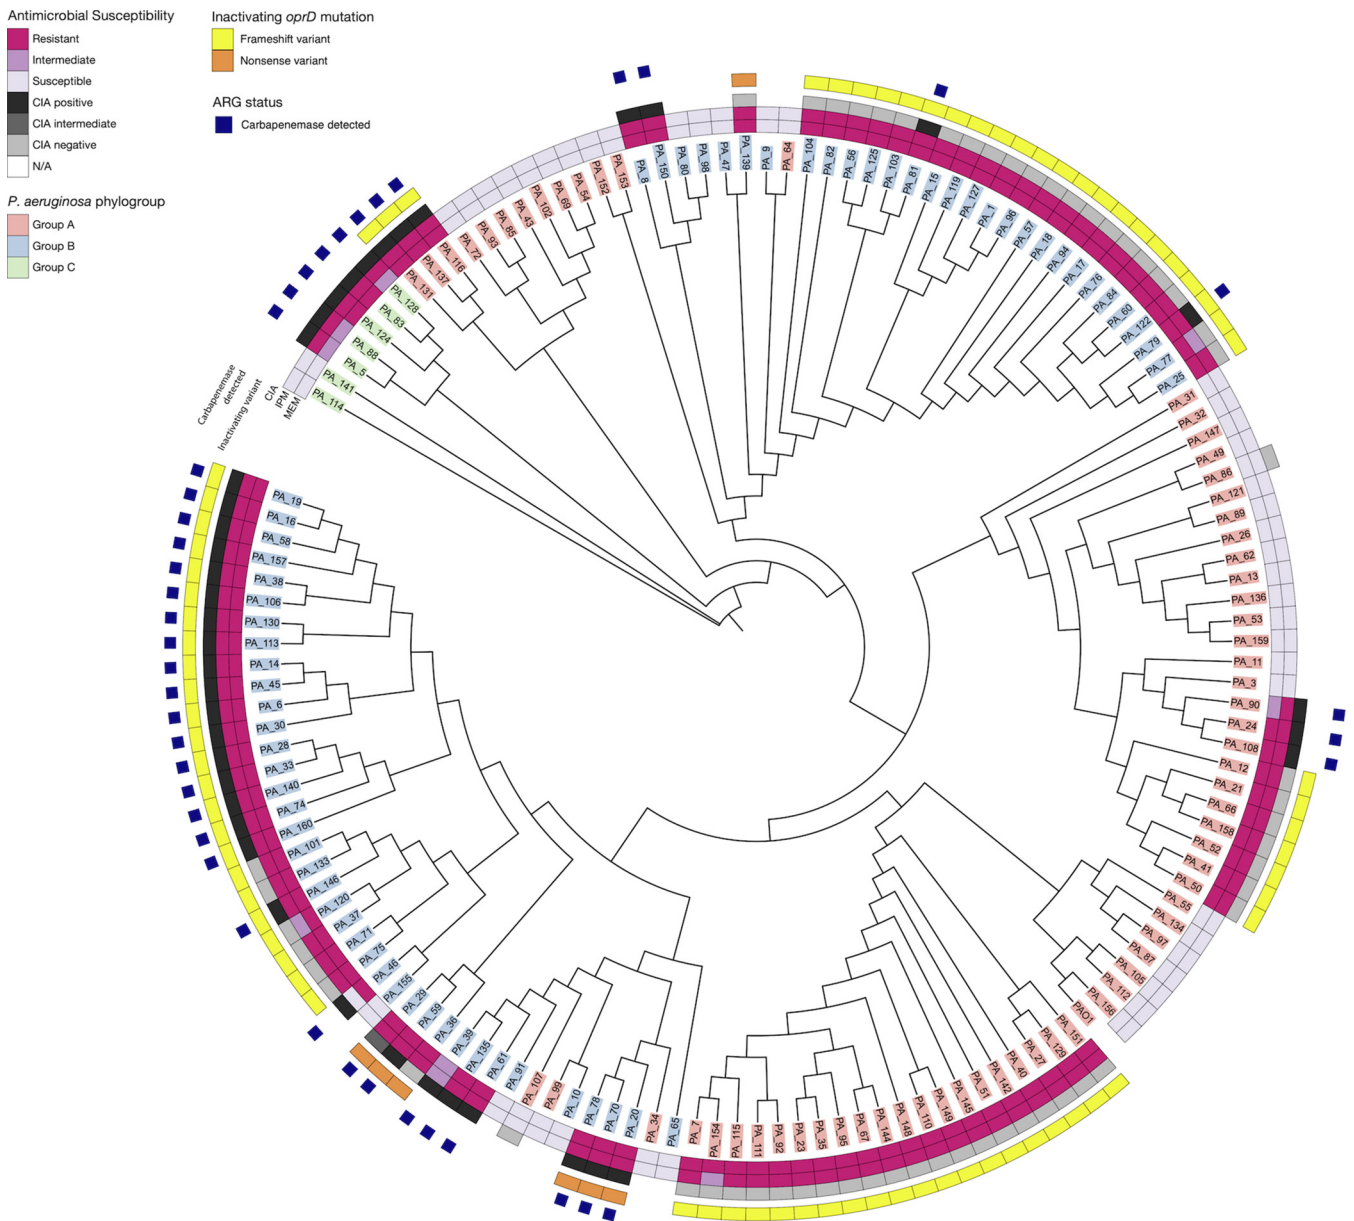 Antimicrobial Susceptibility
Resistant
Intermediate
Susceptible
CIA positive
CIA intermediate
CIA negative
N/A
P. aeruginosa phylogroup
Group A
Group B
Group C
Inactivating oprD mutation
Frameshift variant
Nonsense variant
ARG status
Carbapenemase detected
Carbapenemase
detected
Inactivating variant
CIA
IPM
MEM
PA_114
PA_141
PA_5
PA_88
PA_124
PA_83
PA_128
PA_131
PA_137
PA_116
PA_72
PA_93
PA_85
PA_43
PA_102
PA_69
PA_54
PA_152
PA_153
PA_8
PA_150
PA_80
PA_98
PA_47
PA_139
PA_9
PA_64
PA_104
PA_82
PA_56
PA_125
PA_103
PA_81
PA_15
PA_119
PA_127
PA_1
PA_96
PA_57
PA_18
PA_94
PA_17
PA_76
PA_84
PA_60
PA_122
PA_79
PA_77
PA_25
PA_31
PA_32
PA_147
PA_49
PA_86
PA_121
PA_89
PA_26
PA_62
PA_13
PA_136
PA_53
PA_159
PA_11
PA_3
PA_90
PA_24
PA_108
PA_12
PA_21
PA_66
PA_158
PA_52
PA_41
PA_50
PA_55
PA_134
PA_97
PA_87
PA_105
PA_112
PA_156
PAO1
PA_151
PA_129
PA_27
PA_40
PA_142
PA_51
PA_145
PA_149
PA_110
PA_148
PA_144
PA_67
PA_95
PA_35
PA_23
PA_92
PA_111
PA_115
PA_154
PA_7
PA_65
PA_34
PA_20
PA_70
PA_78
PA_10
PA_99
PA_107
PA_91
PA_61
PA_135
PA_39
PA_36
PA_59
PA_29
PA_155
PA_46
PA_75
PA_71
PA_37
PA_120
PA_146
PA_133
PA_101
PA_160
PA_74
PA_140
PA_33
PA_28
PA_30
PA_6
PA_45
PA_14
PA_113
PA_130
PA_106
PA_38
PA_157
PA_58
PA_16
PA_19